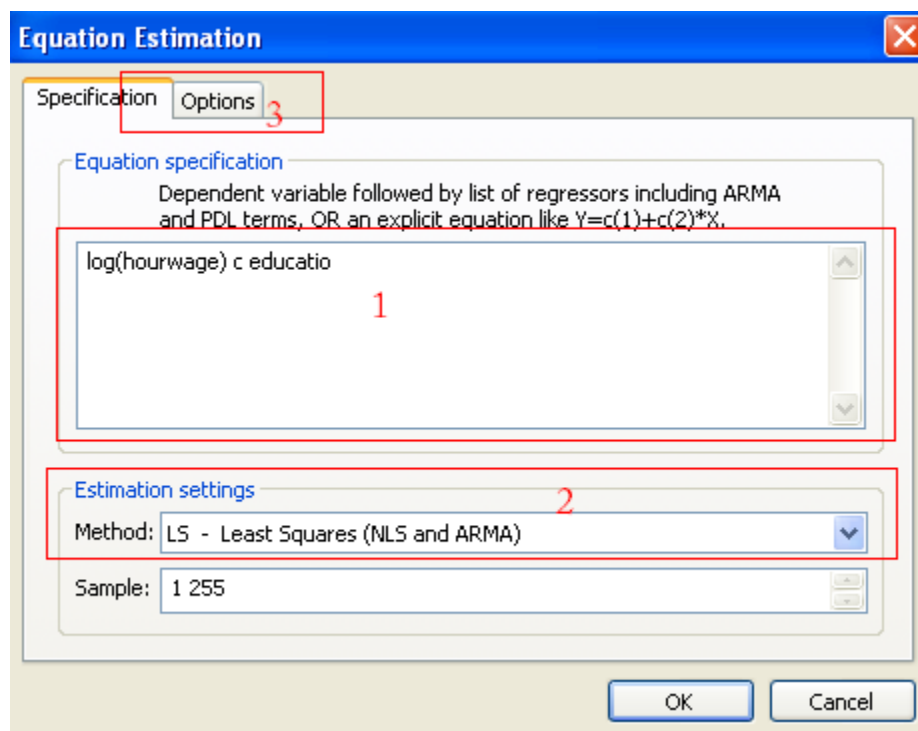 Equation Estimation
Specification
Options
3
Equation specification
Dependent variable followed by list of regressors including ARMA
and PDL terms, OR an explicit equation like Y=c(1)+c(2)*X.
log(hourwage) c educatio
1
Estimation settings
2
Method: LS - Least Squares (NLS and ARMA)
Sample: 1 255
OK
Cancel